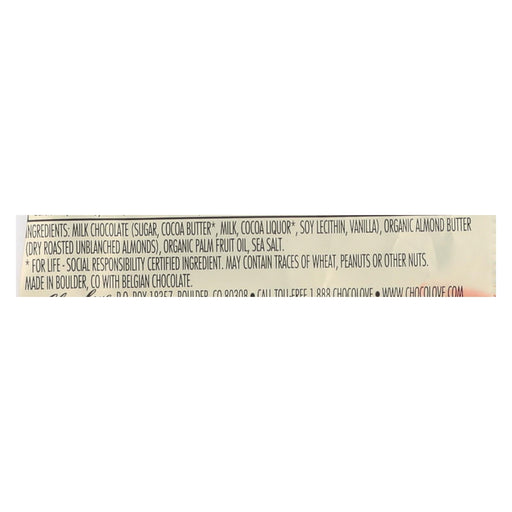 INGREDIENTS: MILK CHOCOLATE (SUGAR, COCOA BUTTER*, MILK, COCOA LIQUOR*, SOY LECITHIN, VANILLA), ORGANIC ALMOND BUTTER
(DRY ROASTED UNBLANCHED ALMONDS), ORGANIC PALM FRUIT OIL, SEA SALT.
* FOR LIFE - SOCIAL RESPONSIBILITY CERTIFIED INGREDIENT. MAY CONTAIN TRACES OF WHEAT, PEANUTS OR OTHER NUTS.
MADE IN BOULDER, CO WITH BELGIAN CHOCOLATE.
P.O. BOX 18357, BOULDER, CO 80308 • CALL TOLL-FREE 1.888.CHOCOLOVE • WWW.CHOCOLOVE.COM